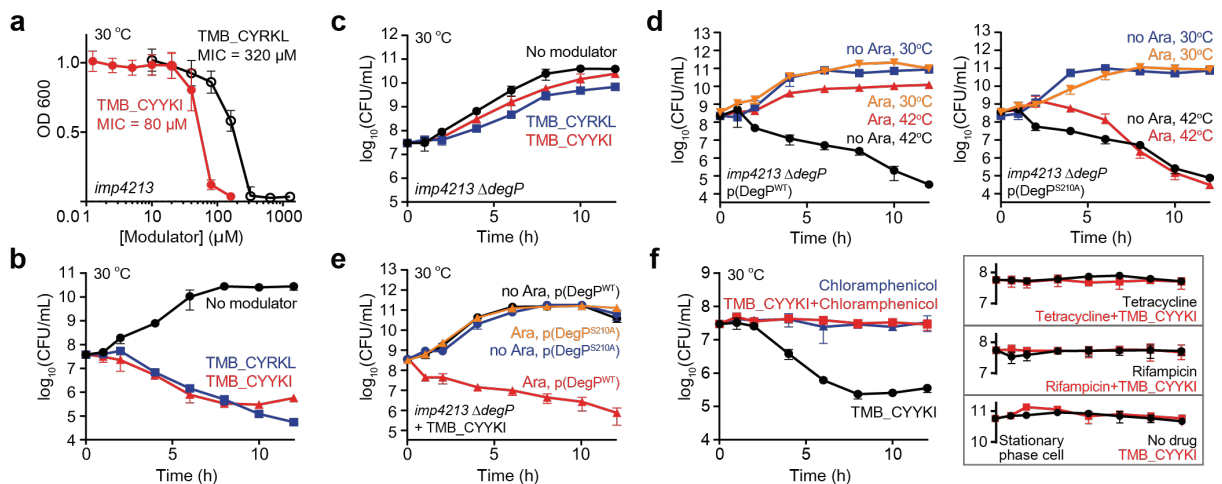 a
30 °C
TMB_CYRKL
MIC = 320 µM
OD 600
1.0
0.5
TMB_CYYKI
MIC = 80 µM
imp4213
0.01
10
100
1000
[Modulator] (µM)
b
30 °C
log10(CFU/mL)
11
10
9
8
7
6
5
4
No modulator
TMB_CYRKL
TMB_CYYKI
0
5
10
Time (h)
c
30 °C
log10(CFU/mL)
12
11
10
9
8
7
6
5
4
No modulator
TMB_CYRKL
TMB_CYYKI
imp4213 ΔdegP
0
5
10
Time (h)
d
log10(CFU/mL)
13
12
11
10
9
8
7
6
5
4
no Ara, 30°C
Ara, 30°C
Ara, 42°C
no Ara, 42°C
imp4213 ΔdegP
p(DegPWT)
0
5
10
Time (h)
log10(CFU/mL)
13
12
11
10
9
8
7
6
5
4
no Ara, 30°C
Ara, 30°C
no Ara, 42°C
Ara, 42°C
imp4213 ΔdegP
p(DegPS210A)
0
5
10
Time (h)
e
30 °C
log10(CFU/mL)
12
11
10
9
8
7
6
5
4
no Ara, p(DegPWT)
Ara, p(DegPS210A)
no Ara, p(DegPS210A)
Ara, p(DegPWT)
imp4213 ΔdegP
+ TMB_CYYKI
0
5
10
Time (h)
f
30 °C
log10(CFU/mL)
9
8
7
6
5
4
Chloramphenicol
TMB_CYYKI+Chloramphenicol
TMB_CYYKI
0
5
10
Time (h)
8
7
Tetracycline
Tetracycline+TMB_CYYKI
8
7
Rifampicin
Rifampicin+TMB_CYYKI
11
10
Stationary
phase cell
No drug
TMB_CYYKI